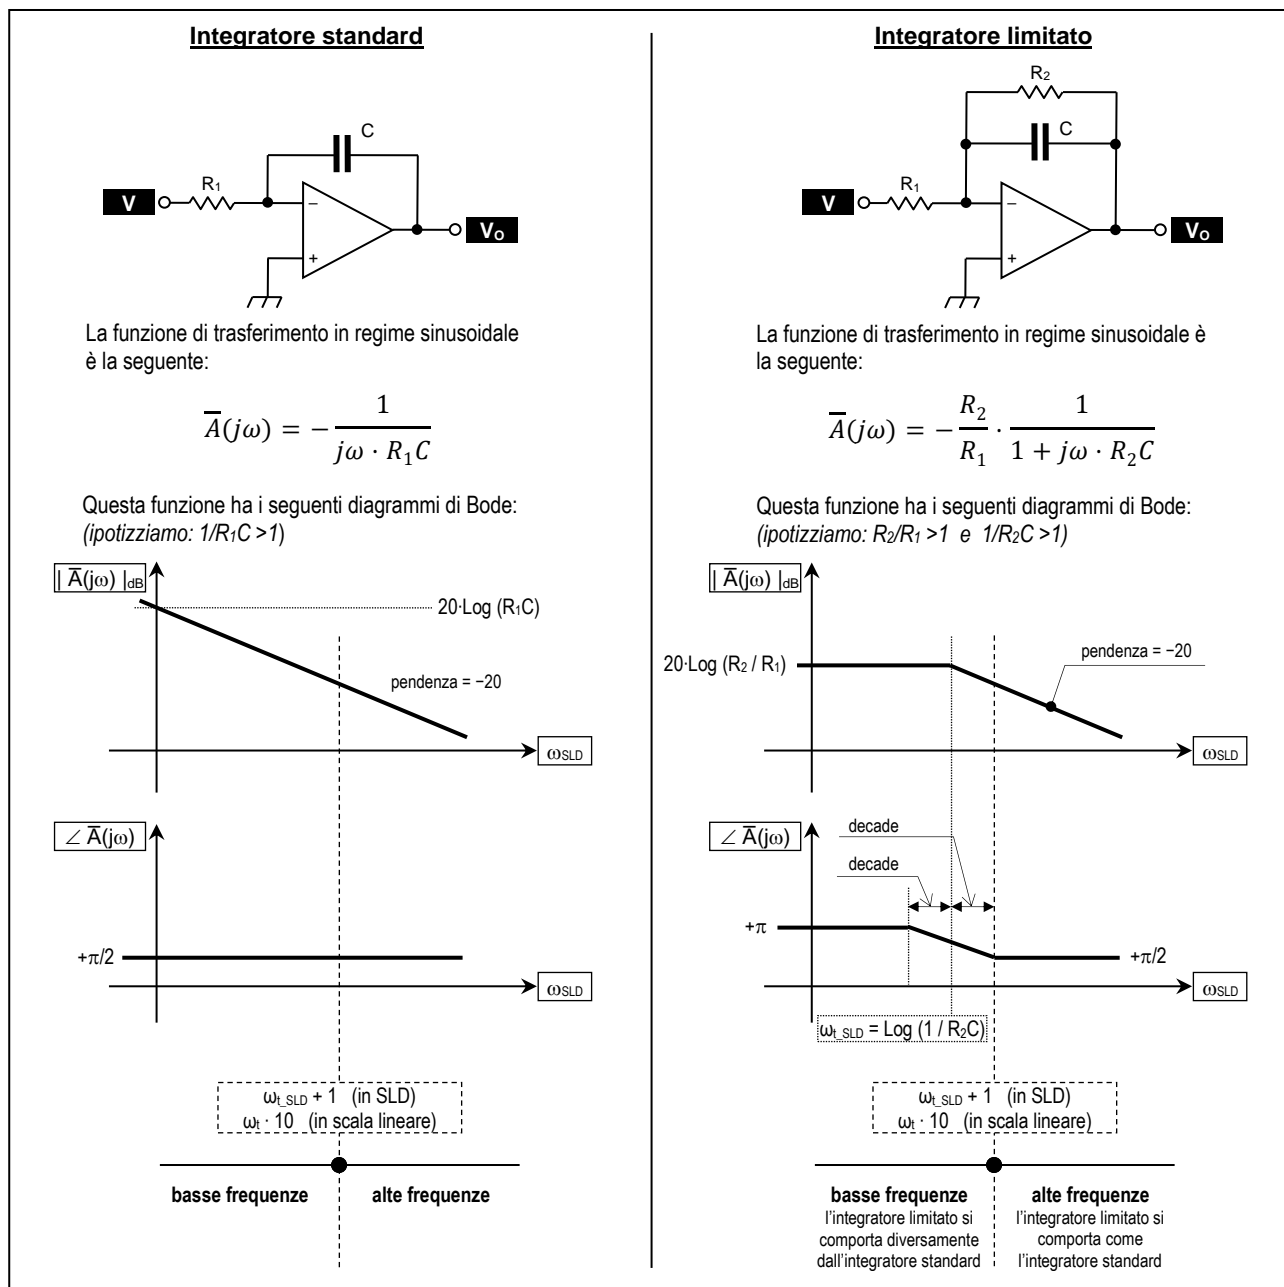 Integratore standard
C
R1
V
−
+
VO
La funzione di trasferimento in regime sinusoidale
è la seguente:
A̅(jω) = − 1 / (jω · R1C)
Questa funzione ha i seguenti diagrammi di Bode:
(ipotizziamo: 1/R1C >1)
| A̅(jω) |dB
20·Log (R1C)
pendenza = −20
ωSLD
∠ A̅(jω)
+π/2
ωSLD
ωt_SLD + 1 (in SLD)
ωt · 10 (in scala lineare)
basse frequenze
alte frequenze
Integratore limitato
R2
C
R1
V
−
+
VO
La funzione di trasferimento in regime sinusoidale è
la seguente:
A̅(jω) = − R2/R1 · 1 / (1 + jω · R2C)
Questa funzione ha i seguenti diagrammi di Bode:
(ipotizziamo: R2/R1 >1 e 1/R2C >1)
| A̅(jω) |dB
20·Log (R2 / R1)
pendenza = −20
ωSLD
∠ A̅(jω)
decade
decade
+π
+π/2
ωSLD
ωt_SLD = Log (1 / R2C)
ωt_SLD + 1 (in SLD)
ωt · 10 (in scala lineare)
basse frequenze
l'integratore limitato si
comporta diversamente
dall'integratore standard
alte frequenze
l'integratore limitato si
comporta come
l'integratore standard